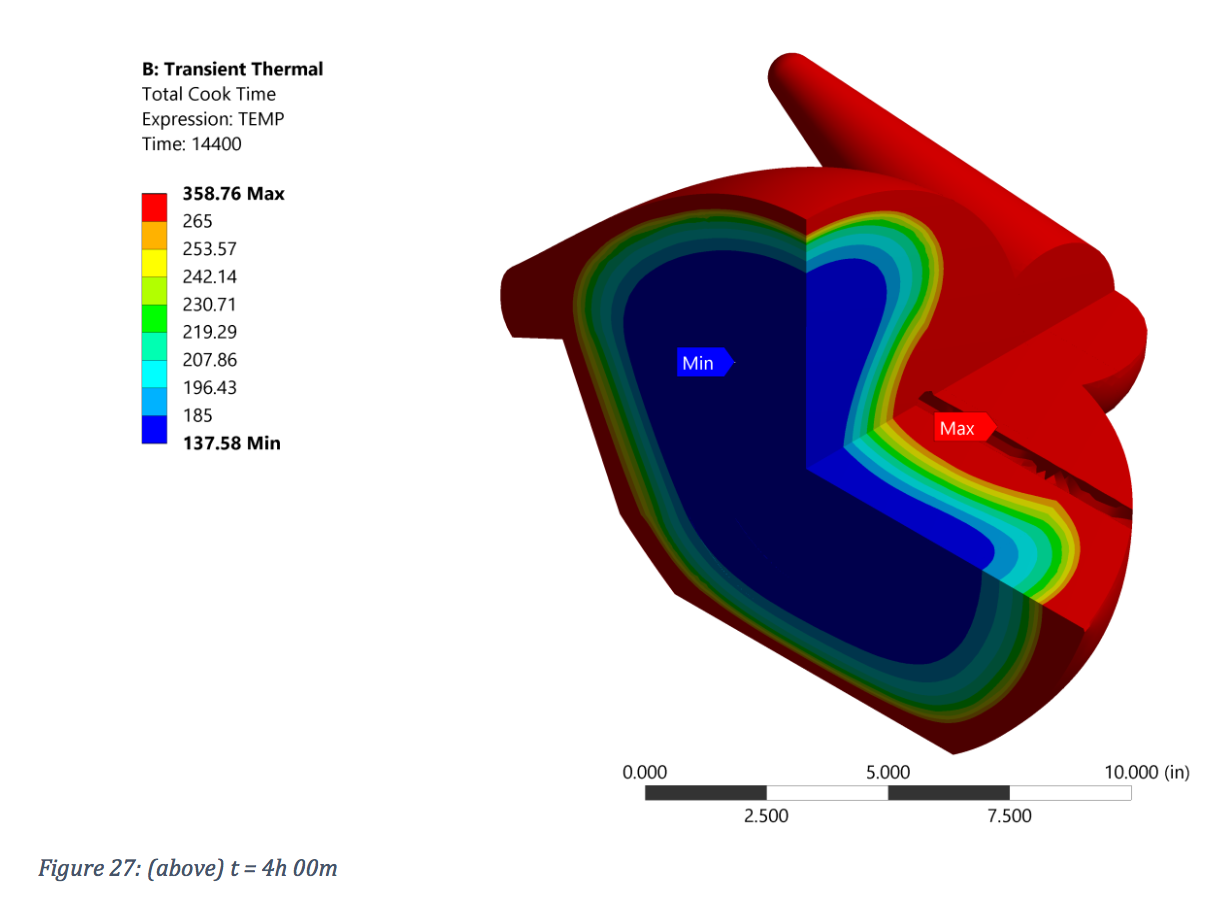 B: Transient Thermal
Total Cook Time
Expression: TEMP
Time: 14400
358.76 Max
265
253.57
242.14
230.71
219.29
207.86
196.43
185
137.58 Min
Min
Max
0.000 5.000 10.000 (in)
2.500 7.500
Figure 27: (above) t = 4h 00m